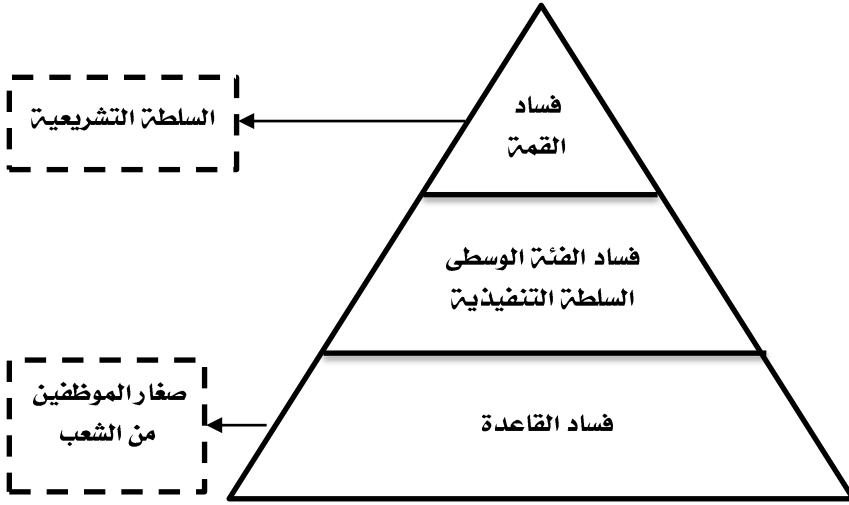 فساد
القمة
السلطة التشريعية
فساد الفئة الوسطى
السلطة التنفيذية
فساد القاعدة
صغار الموظفين
من الشعب